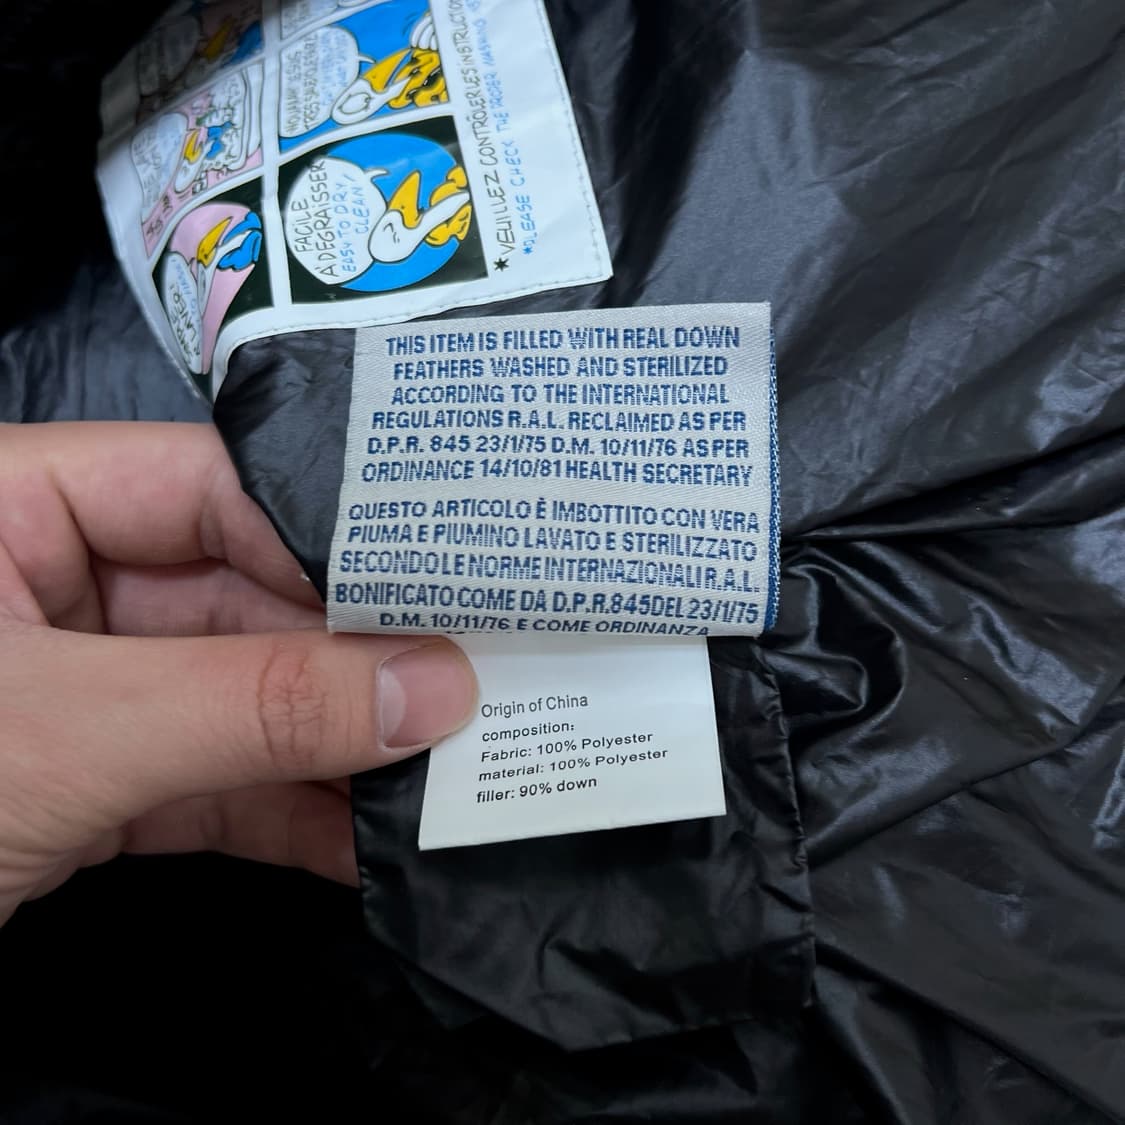 *VEUILLEZ CONTRÔLER LES INSTRUCTIO
*PLEASE CHECK THE PROPER WASHING
FACILE
A DÉGRAISSER
EASY TO DRY/
CLEAN
THIS ITEM IS FILLED WITH REAL DOWN
FEATHERS WASHED AND STERILIZED
ACCORDING TO THE INTERNATIONAL
REGULATIONS R.A.L. RECLAIMED AS PER
D.P.R. 845 23/1/75 D.M. 10/11/76 AS PER
ORDINANCE 14/10/81 HEALTH SECRETARY
QUESTO ARTICOLO È IMBOTTITO CON VERA
PIUMA E PIUMINO LAVATO E STERILIZZATO
SECONDO LE NORME INTERNAZIONALI R.A.L.
BONIFICATO COME DA D.P.R.845 DEL 23/1/75
D.M. 10/11/76 E COME ORDINANZA
Origin of China
composition:
Fabric: 100% Polyester
material: 100% Polyester
filler: 90% down